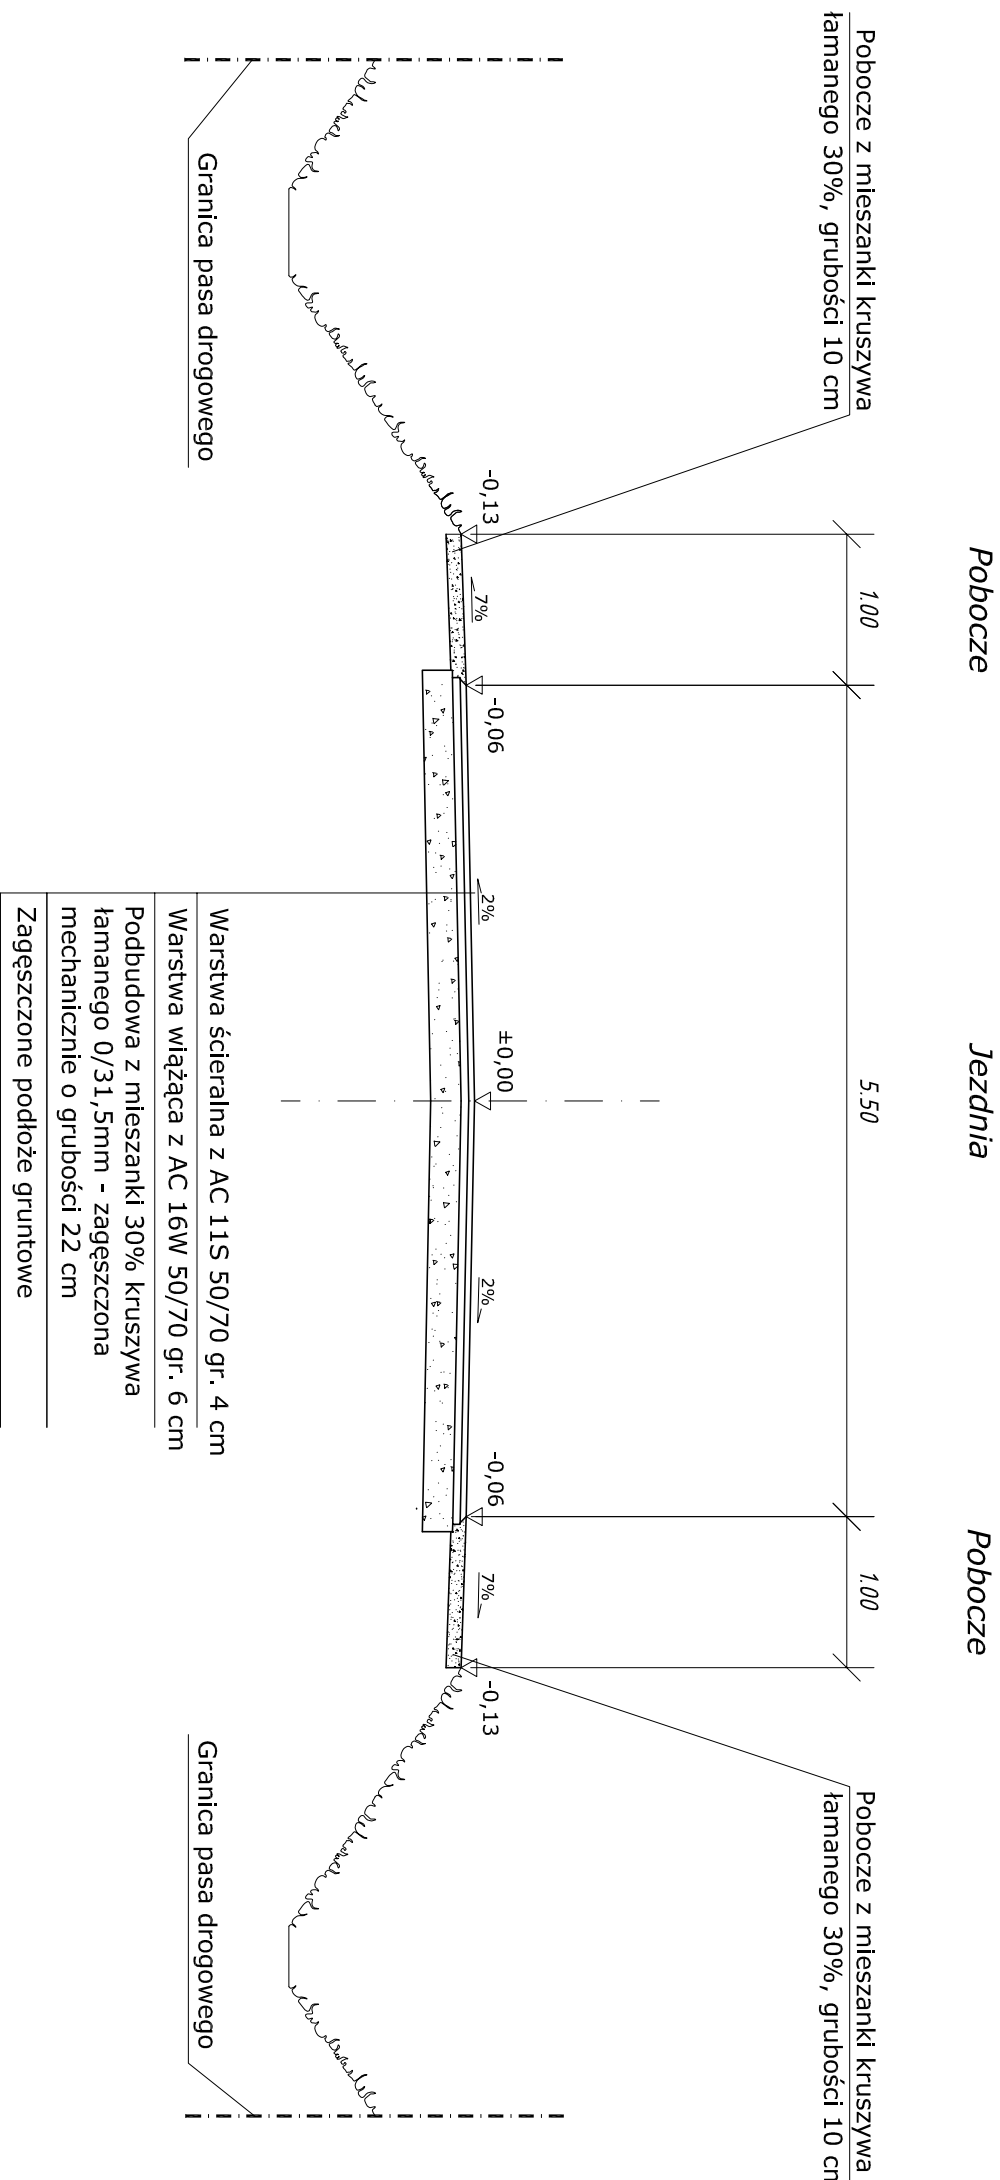 Pobocze
Jezdnia
Pobocze
Pobocze z mieszanki kruszywa
łamanego 30%, grubości 10 cm
Pobocze z mieszanki kruszywa
łamanego 30%, grubości 10 cm
1.00
5.50
1.00
-0,13
7%
-0,06
2%
±0,00
2%
-0,06
7%
-0,13
Granica pasa drogowego
Granica pasa drogowego
Warstwa ścieralna z AC 11S 50/70 gr. 4 cm
Warstwa wiążąca z AC 16W 50/70 gr. 6 cm
Podbudowa z mieszanki 30% kruszywa
łamanego 0/31,5mm - zagęszczona
mechanicznie o grubości 22 cm
Zagęszczone podłoże gruntowe